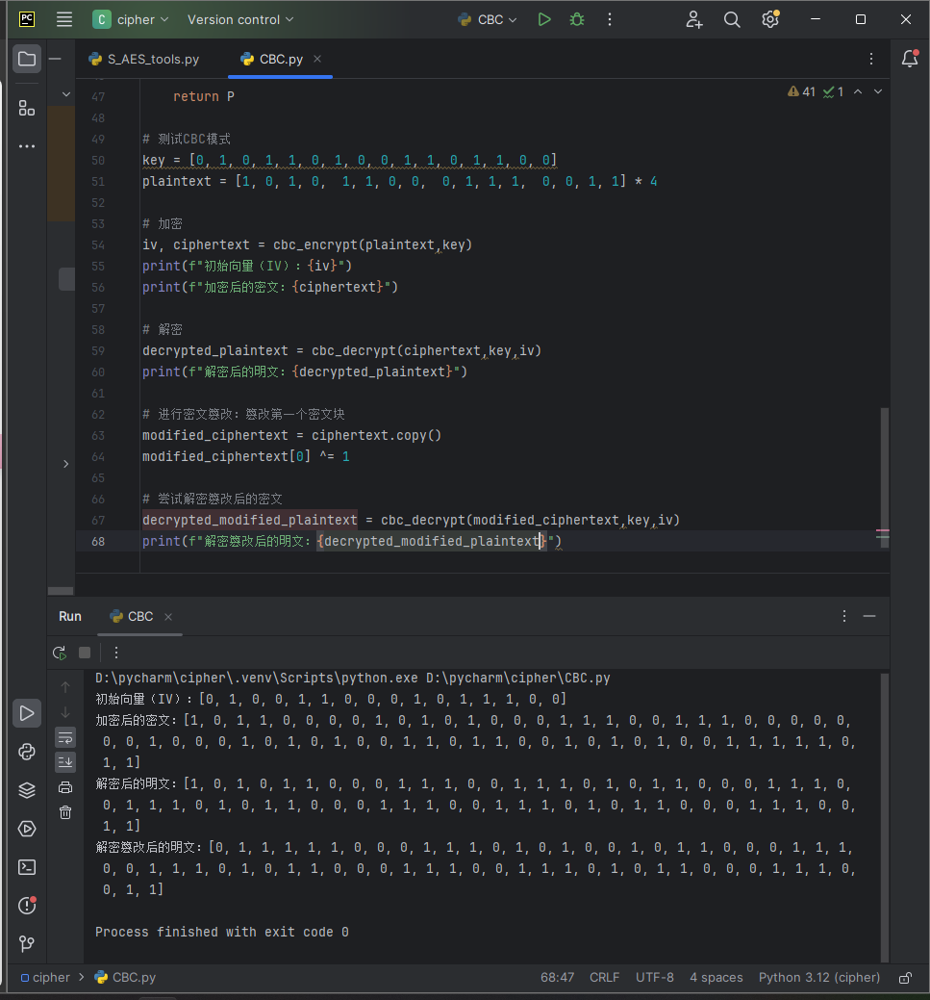 PC
C cipher Version control CBC
S_AES_tools.py CBC.py
47 return P 41 1
48
49 # 测试CBC模式
50 key = [0, 1, 0, 1, 1, 0, 1, 0, 0, 1, 1, 0, 1, 1, 0, 0]
51 plaintext = [1, 0, 1, 0,  1, 1, 0, 0,  0, 1, 1, 1,  0, 0, 1, 1] * 4
52
53 # 加密
54 iv, ciphertext = cbc_encrypt(plaintext,key)
55 print(f"初始向量（IV）: {iv}")
56 print(f"加密后的密文: {ciphertext}")
57
58 # 解密
59 decrypted_plaintext = cbc_decrypt(ciphertext,key,iv)
60 print(f"解密后的明文: {decrypted_plaintext}")
61
62 # 进行密文篡改: 篡改第一个密文块
63 modified_ciphertext = ciphertext.copy()
64 modified_ciphertext[0] ^= 1
65
66 # 尝试解密篡改后的密文
67 decrypted_modified_plaintext = cbc_decrypt(modified_ciphertext,key,iv)
68 print(f"解密篡改后的明文: {decrypted_modified_plaintext}")
Run CBC
D:\pycharm\cipher\.venv\Scripts\python.exe D:\pycharm\cipher\CBC.py
初始向量（IV）: [0, 1, 0, 0, 1, 1, 0, 0, 0, 1, 0, 1, 1, 1, 0, 0]
加密后的密文: [1, 0, 1, 1, 0, 0, 0, 0, 1, 0, 1, 0, 1, 0, 0, 0, 1, 1, 1, 0, 0, 1, 1, 1, 0, 0, 0, 0, 0,
0, 0, 1, 0, 0, 0, 1, 0, 1, 0, 0, 1, 1, 0, 1, 1, 0, 0, 1, 0, 1, 0, 1, 0, 0, 1, 1, 1, 1, 1, 0,
1, 1]
解密后的明文: [1, 0, 1, 0, 1, 1, 0, 0, 0, 1, 1, 1, 0, 0, 1, 1, 1, 0, 1, 0, 1, 1, 0, 0, 0, 1, 1, 1, 0,
0, 1, 1, 1, 0, 1, 0, 1, 1, 0, 0, 0, 1, 1, 1, 0, 0, 1, 1, 1, 0, 1, 0, 1, 1, 0, 0, 0, 1, 1, 1, 0, 0,
1, 1]
解密篡改后的明文: [0, 1, 1, 1, 1, 1, 0, 0, 0, 1, 1, 1, 0, 1, 0, 1, 0, 0, 1, 0, 1, 1, 0, 0, 0, 1, 1, 1,
0, 0, 1, 1, 1, 0, 1, 0, 1, 1, 0, 0, 0, 1, 1, 1, 0, 0, 1, 1, 1, 0, 1, 0, 1, 1, 0, 0, 0, 1, 1, 1, 0,
0, 1, 1]
Process finished with exit code 0
cipher CBC.py 68:47 CRLF UTF-8 4 spaces Python 3.12 (cipher)